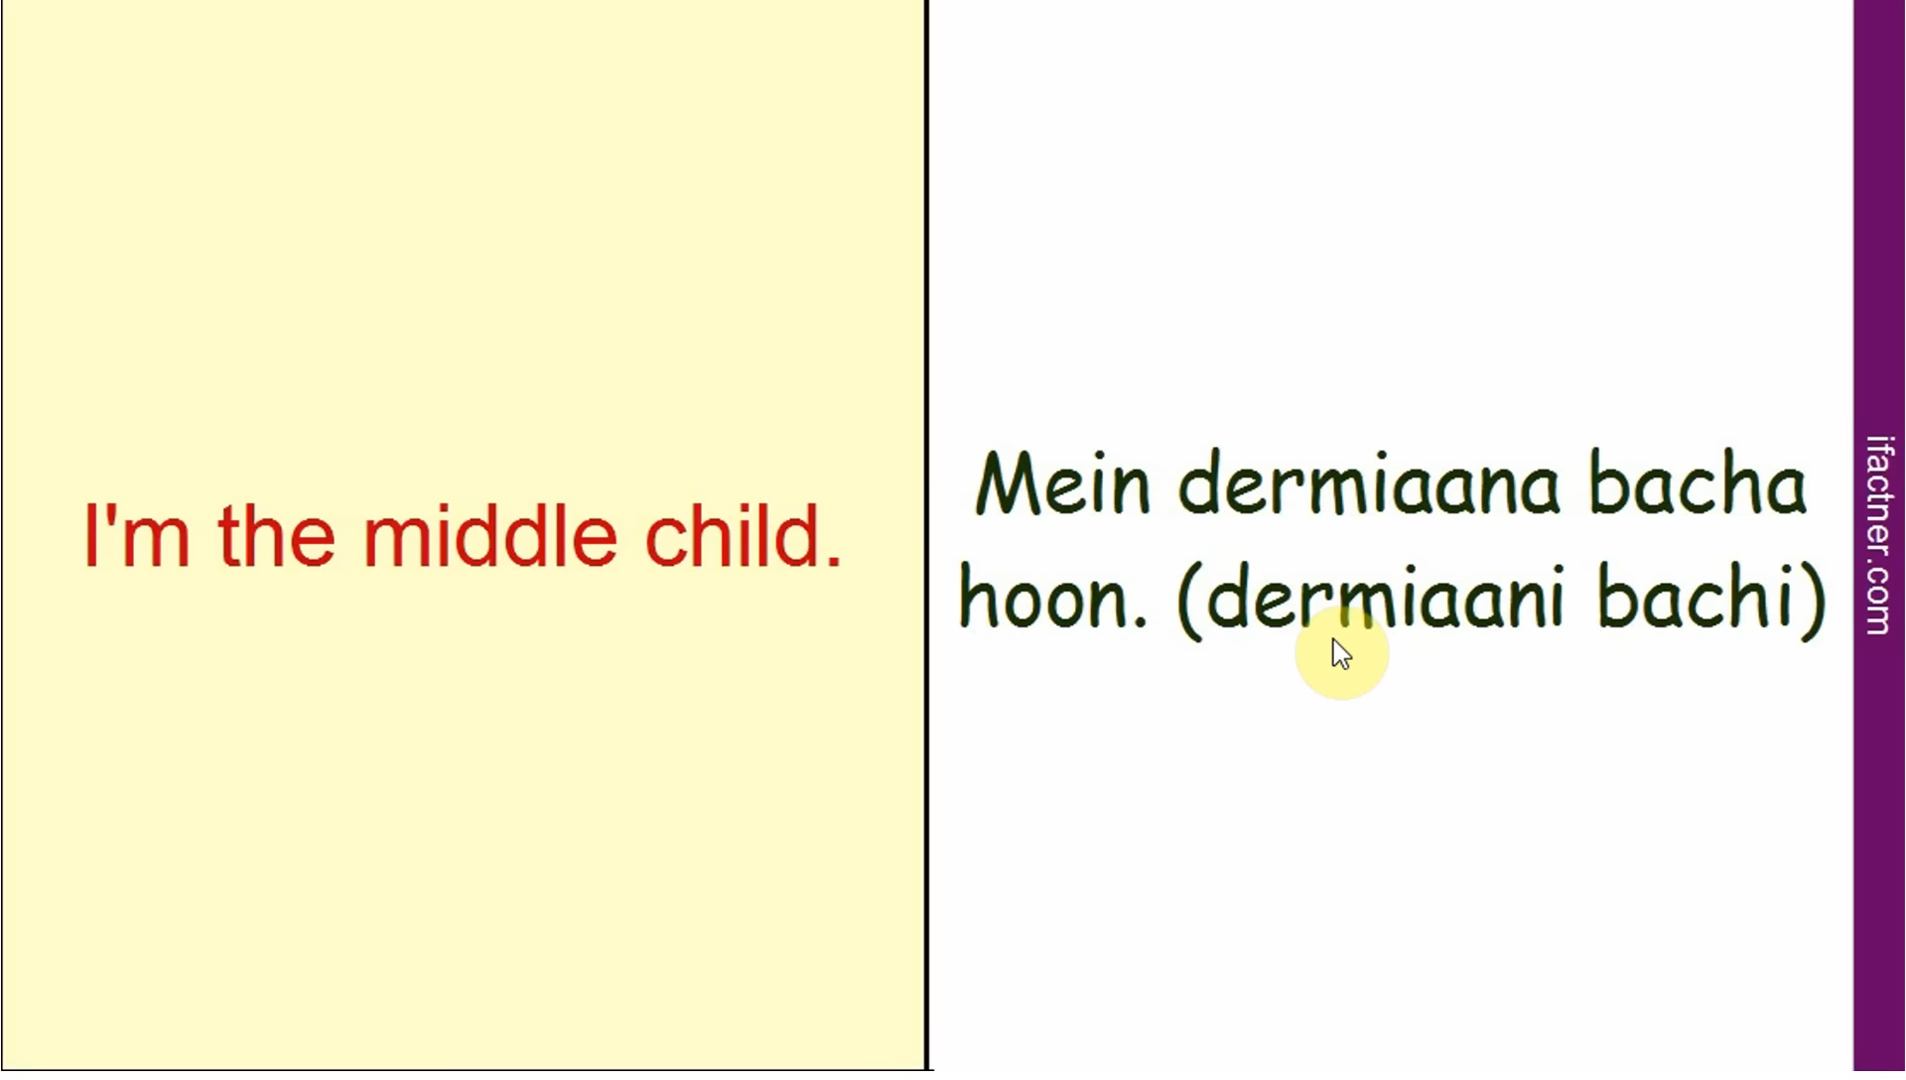 I'm the middle child.
Mein dermiaana bacha
hoon. (dermiaani bachi)
ifactner.com